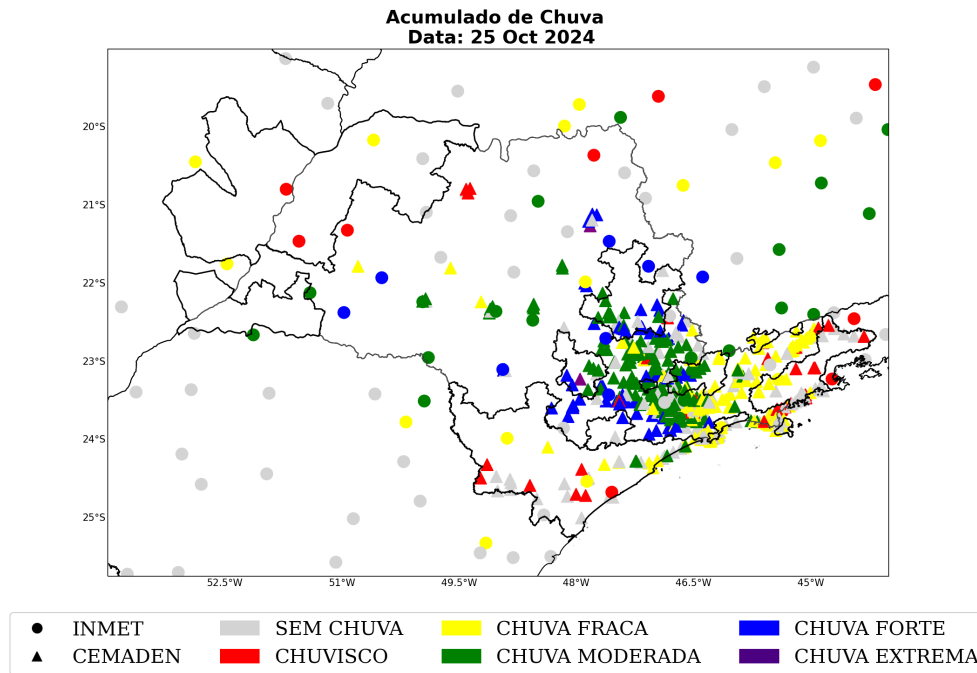 Acumulado de Chuva
Data: 25 Oct 2024
20°S
21°S
22°S
23°S
24°S
25°S
52.5°W 51°W 49.5°W 48°W 46.5°W 45°W
INMET SEM CHUVA CHUVA FRACA CHUVA FORTE
CEMADEN CHUVISCO CHUVA MODERADA CHUVA EXTREMA